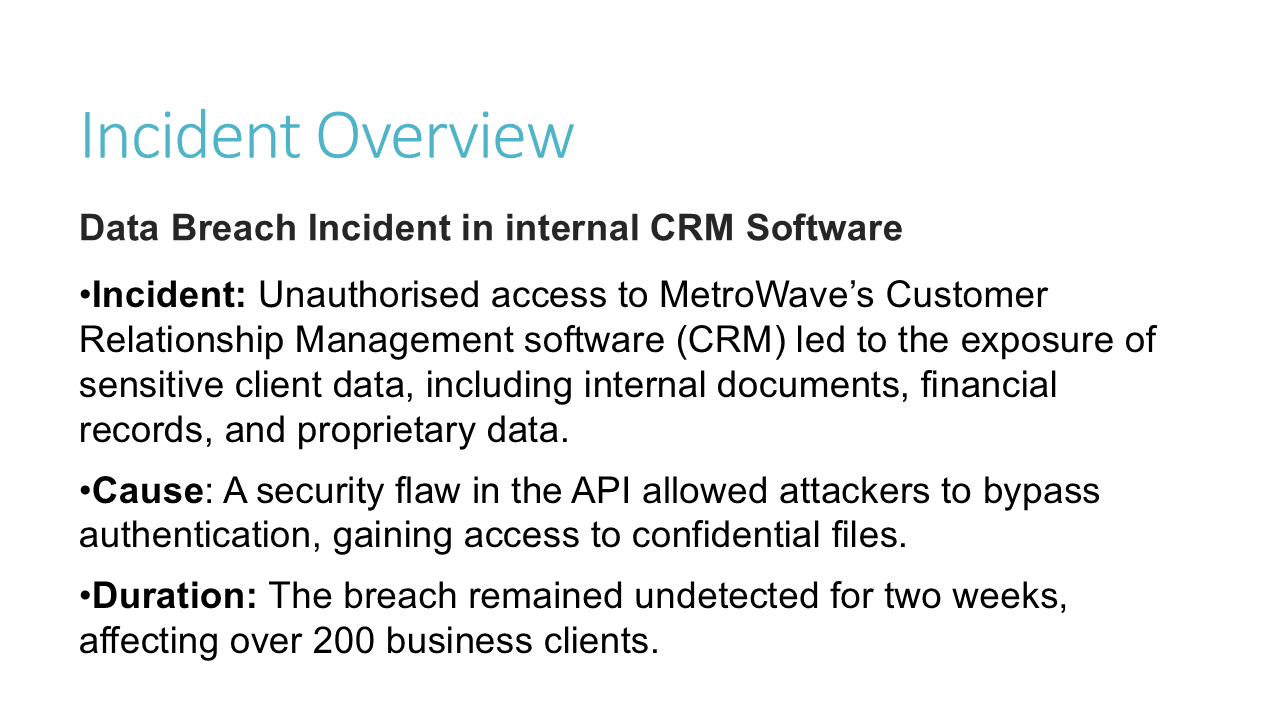 Incident Overview
Data Breach Incident in internal CRM Software
•Incident: Unauthorised access to MetroWave’s Customer
Relationship Management software (CRM) led to the exposure of
sensitive client data, including internal documents, financial
records, and proprietary data.
•Cause: A security flaw in the API allowed attackers to bypass
authentication, gaining access to confidential files.
•Duration: The breach remained undetected for two weeks,
affecting over 200 business clients.